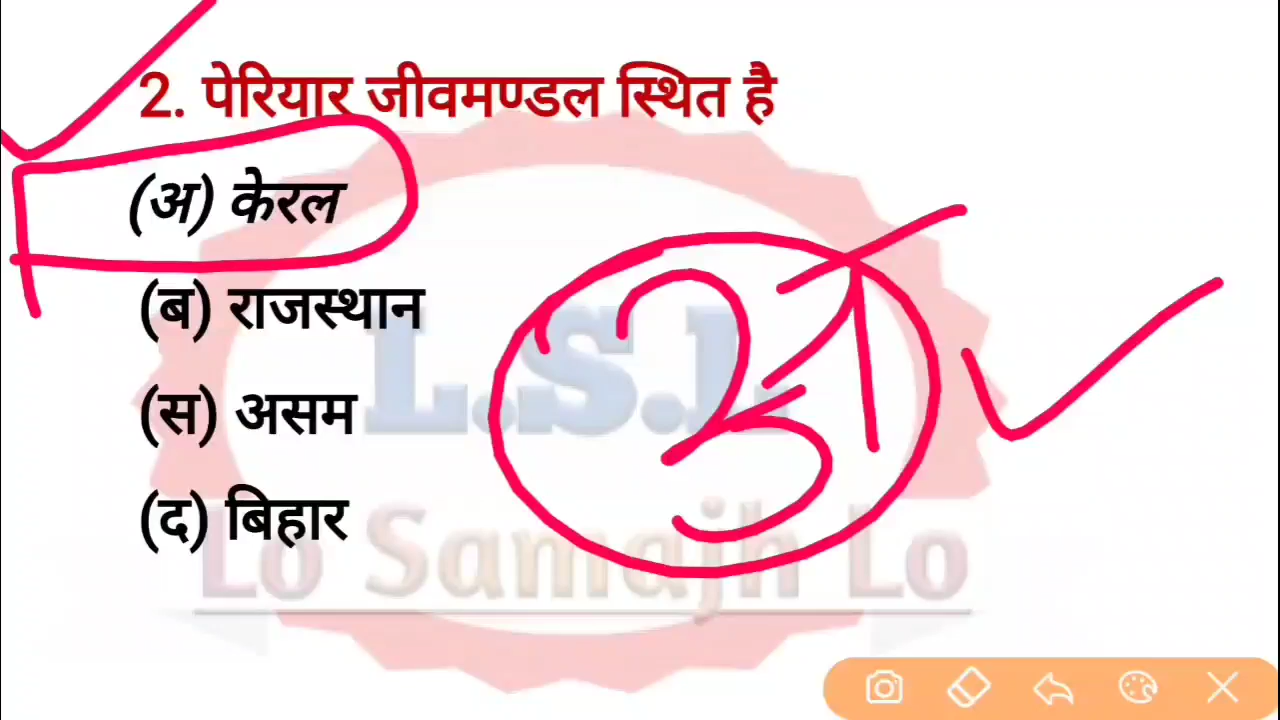 2. पेरियार जीवमण्डल स्थित है
(अ) केरल
(ब) राजस्थान
(स) असम
(द) बिहार
अ
L.S.L.
Lo Samajh Lo